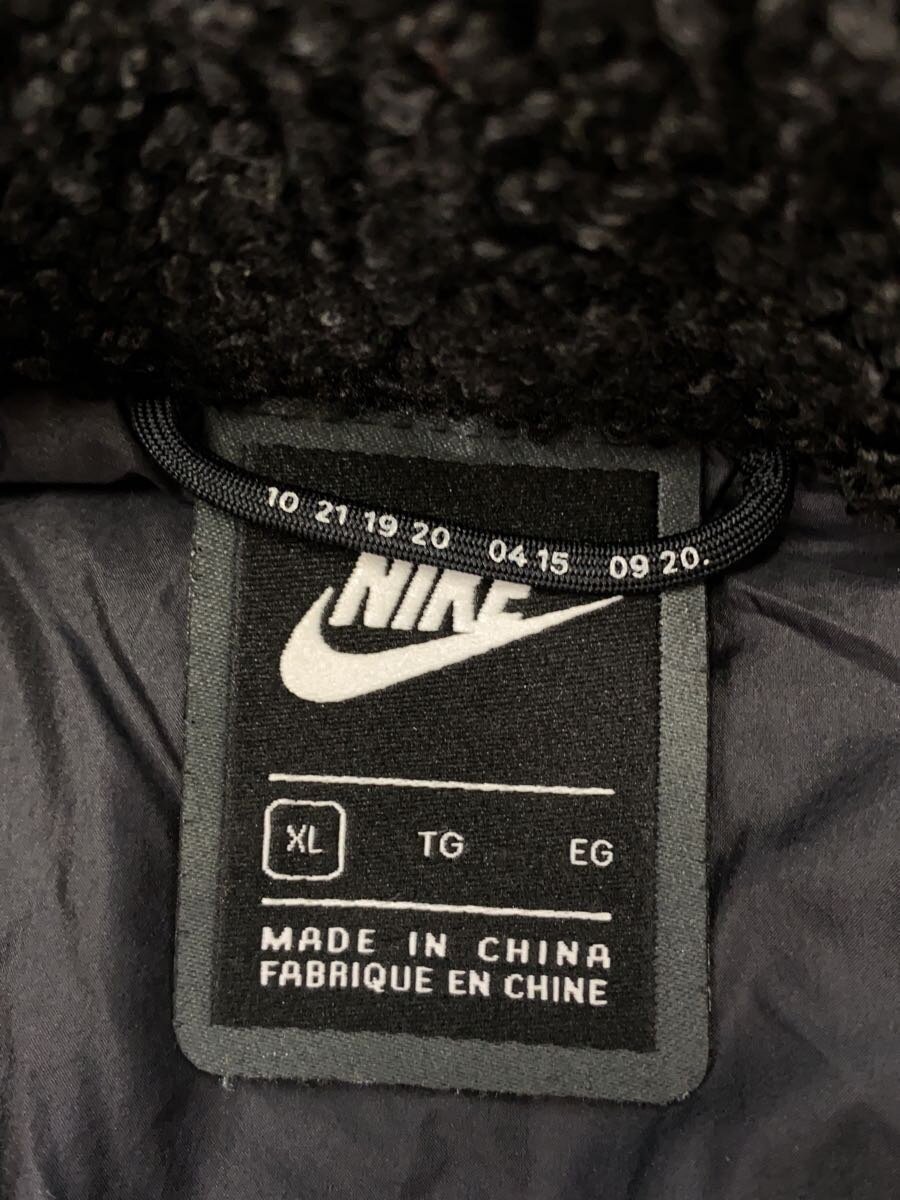 10 21 19 20 04 15 09 20.
NIKE
XL TG EG
MADE IN CHINA
FABRIQUE EN CHINE